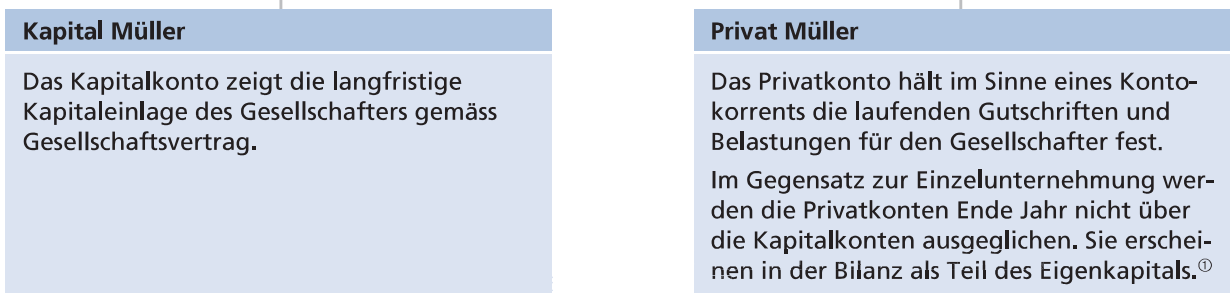 Kapital Müller
Das Kapitalkonto zeigt die langfristige
Kapitaleinlage des Gesellschafters gemäss
Gesellschaftsvertrag.
Privat Müller
Das Privatkonto hält im Sinne eines Konto-
korrents die laufenden Gutschriften und
Belastungen für den Gesellschafter fest.
Im Gegensatz zur Einzelunternehmung wer-
den die Privatkonten Ende Jahr nicht über
die Kapitalkonten ausgeglichen. Sie erschei-
nen in der Bilanz als Teil des Eigenkapitals.①